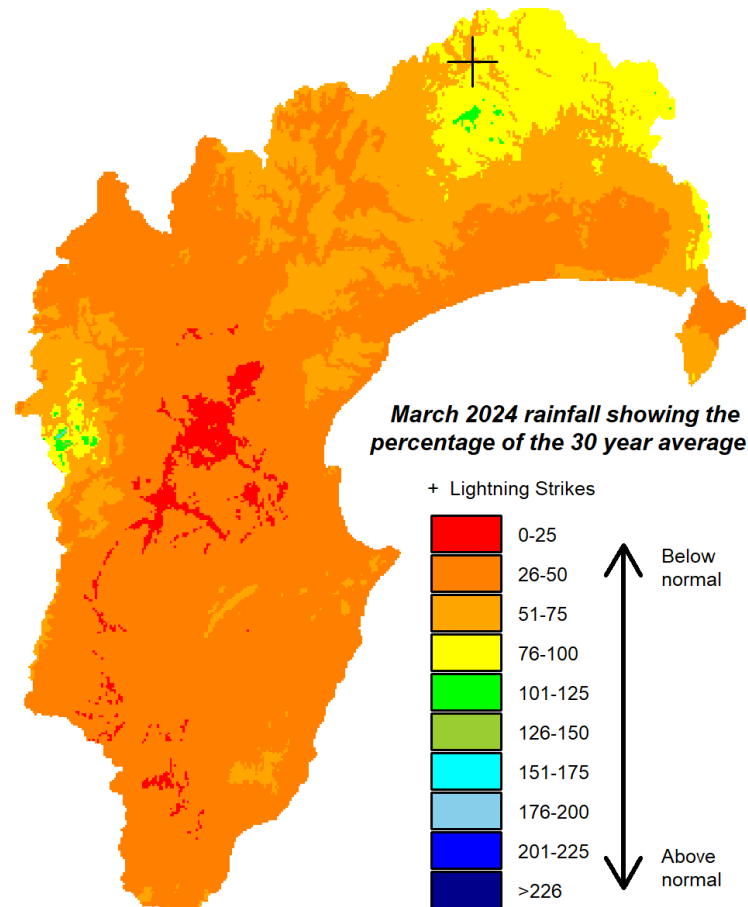 March 2024 rainfall showing the
percentage of the 30 year average
+ Lightning Strikes
0-25
26-50
51-75
76-100
101-125
126-150
151-175
176-200
201-225
>226
Below
normal
Above
normal